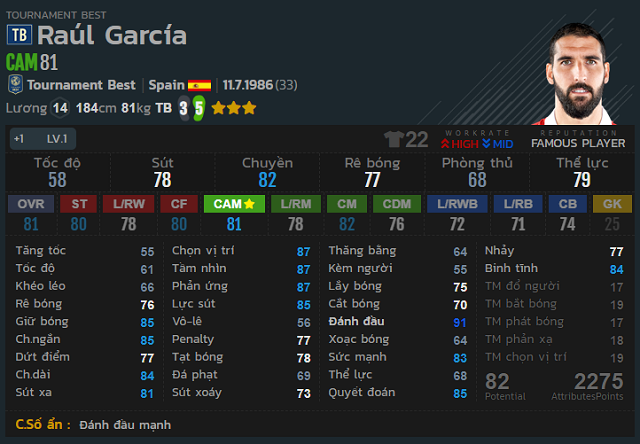 TOURNAMENT BEST
TB Raúl García
CAM 81
Tournament Best Spain 11.7.1986 (33)
Lương 14 184cm 81kg TB 3 5
+1 LV.1 22 WORKRATE HIGH MID REPUTATION FAMOUS PLAYER
Tốc độ Sút Chuyền Rê bóng Phòng thủ Thể lực
58 78 82 77 68 79
OVR ST L/RW CF CAM L/RM CM CDM L/RWB L/RB CB GK
81 80 78 80 81 78 82 76 72 71 74 25
Tăng tốc 55 Chọn vị trí 87 Thăng bằng 64 Nhảy 77
Tốc độ 61 Tầm nhìn 87 Kèm người 55 Bình tĩnh 84
Khéo léo 66 Phản ứng 87 Lấy bóng 75 TM đổ người 17
Rê bóng 76 Lực sút 85 Cắt bóng 70 TM bắt bóng 19
Giữ bóng 85 Vô-lê 56 Đánh đầu 91 TM phát bóng 17
Ch.ngắn 85 Penalty 77 Xoạc bóng 64 TM phản xạ 18
Dứt điểm 77 Tạt bóng 78 Sức mạnh 83 TM chọn vị trí 19
Ch.dài 84 Đá phạt 69 Thể lực 68 82 2275
Sút xa 81 Sút xoáy 73 Quyết đoán 85 Potential AttributesPoints
C.Số ẩn : Đánh đầu mạnh